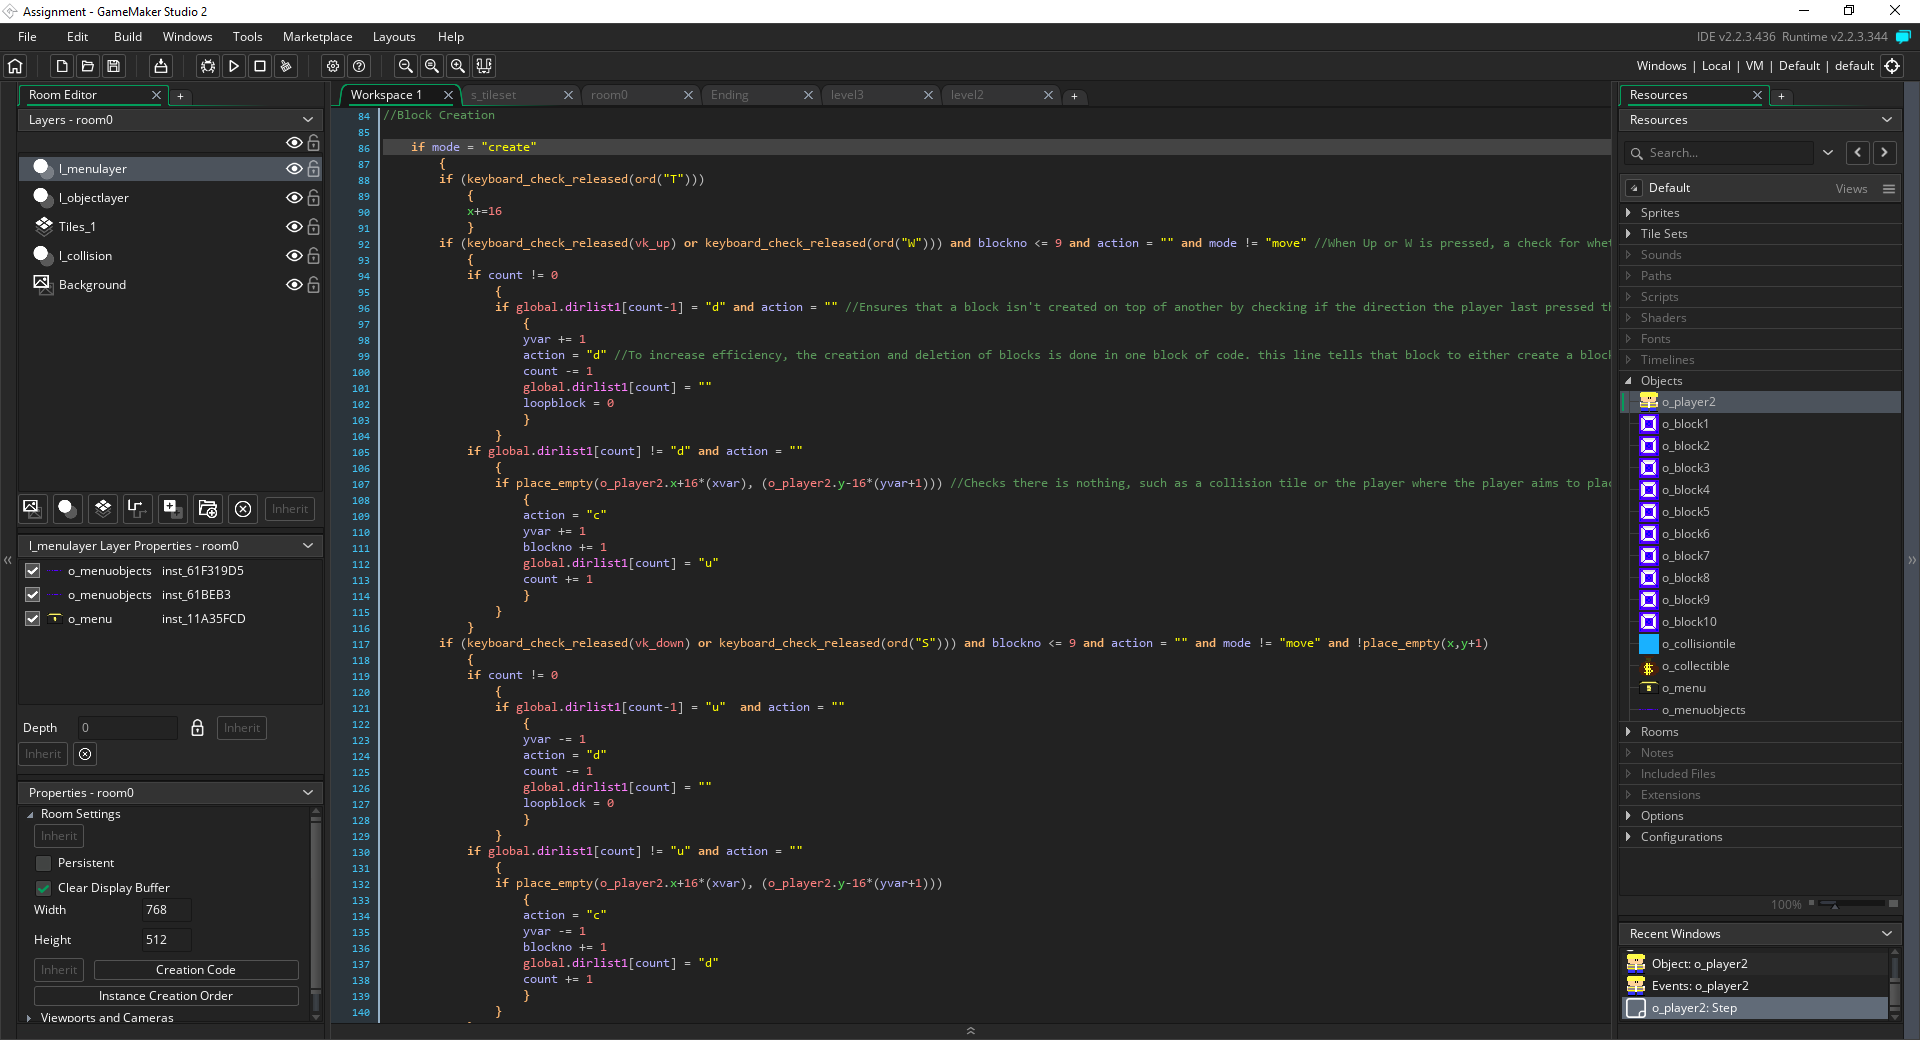 Assignment - GameMaker Studio 2
File Edit Build Windows Tools Marketplace Layouts Help
IDE v2.2.3.436 Runtime v2.2.3.344
Windows | Local | VM | Default | default
Room Editor
Layers - room0
l_menulayer
l_objectlayer
Tiles_1
l_collision
Background
Inherit
l_menulayer Layer Properties - room0
o_menuobjects inst_61F319D5
o_menuobjects inst_61BEB3
o_menu inst_11A35FCD
Depth 0 Inherit
Inherit
Properties - room0
Room Settings
Inherit
Persistent
Clear Display Buffer
Width 768
Height 512
Inherit Creation Code
Instance Creation Order
Viewports and Cameras
Workspace 1 s_tileset room0 Ending level3 level2
84 //Block Creation
85
86 if mode = "create"
87 {
88 if (keyboard_check_released(ord("T")))
89 {
90 x+=16
91 }
92 if (keyboard_check_released(vk_up) or keyboard_check_released(ord("W"))) and blockno <= 9 and action = "" and mode != "move" //When Up or W is pressed, a check for whet
93 {
94 if count != 0
95 {
96 if global.dirlist1[count-1] = "d" and action = "" //Ensures that a block isn't created on top of another by checking if the direction the player last pressed th
97 {
98 yvar += 1
99 action = "d" //To increase efficiency, the creation and deletion of blocks is done in one block of code. this line tells that block to either create a block
100 count -= 1
101 global.dirlist1[count] = ""
102 loopblock = 0
103 }
104 }
105 if global.dirlist1[count] != "d" and action = ""
106 {
107 if place_empty(o_player2.x+16*(xvar), (o_player2.y-16*(yvar+1))) //Checks there is nothing, such as a collision tile or the player where the player aims to plac
108 {
109 action = "c"
110 yvar += 1
111 blockno += 1
112 global.dirlist1[count] = "u"
113 count += 1
114 }
115 }
116 }
117 if (keyboard_check_released(vk_down) or keyboard_check_released(ord("S"))) and blockno <= 9 and action = "" and mode != "move" and !place_empty(x,y+1)
118 {
119 if count != 0
120 {
121 if global.dirlist1[count-1] = "u"  and action = ""
122 {
123 yvar -= 1
124 action = "d"
125 count -= 1
126 global.dirlist1[count] = ""
127 loopblock = 0
128 }
129 }
130 if global.dirlist1[count] != "u" and action = ""
131 {
132 if place_empty(o_player2.x+16*(xvar), (o_player2.y-16*(yvar+1)))
133 {
134 action = "c"
135 yvar -= 1
136 blockno += 1
137 global.dirlist1[count] = "d"
138 count += 1
139 }
140 }
Resources
Resources
Search...
Default Views
Sprites
Tile Sets
Sounds
Paths
Scripts
Shaders
Fonts
Timelines
Objects
o_player2
o_block1
o_block2
o_block3
o_block4
o_block5
o_block6
o_block7
o_block8
o_block9
o_block10
o_collisiontile
o_collectible
o_menu
o_menuobjects
Rooms
Notes
Included Files
Extensions
Options
Configurations
100%
Recent Windows
Object: o_player2
Events: o_player2
o_player2: Step